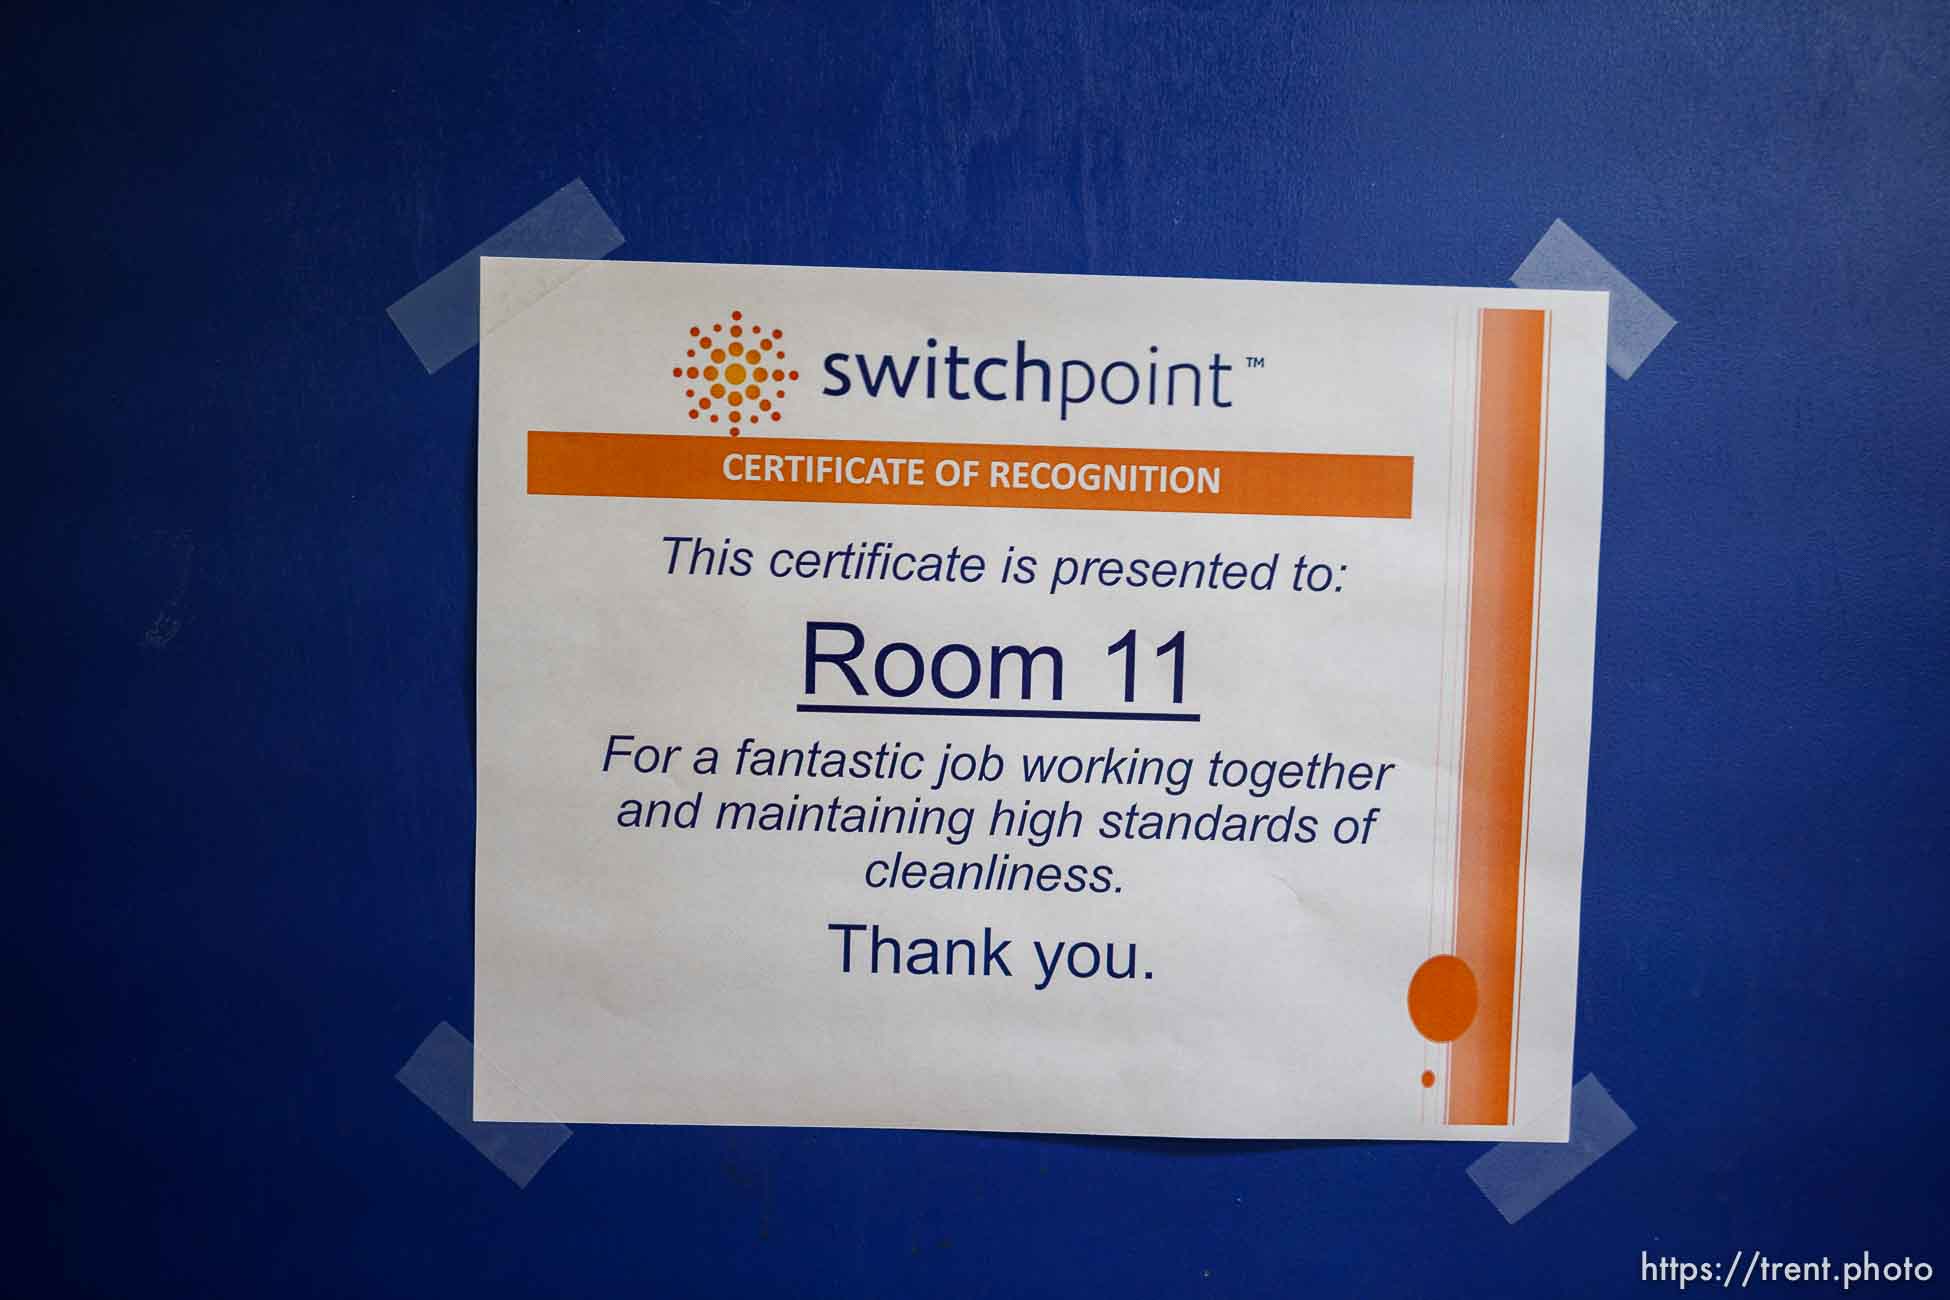 switchpoint™
CERTIFICATE OF RECOGNITION
This certificate is presented to:
Room 11
For a fantastic job working together
and maintaining high standards of
cleanliness.
Thank you.
https://trent.photo